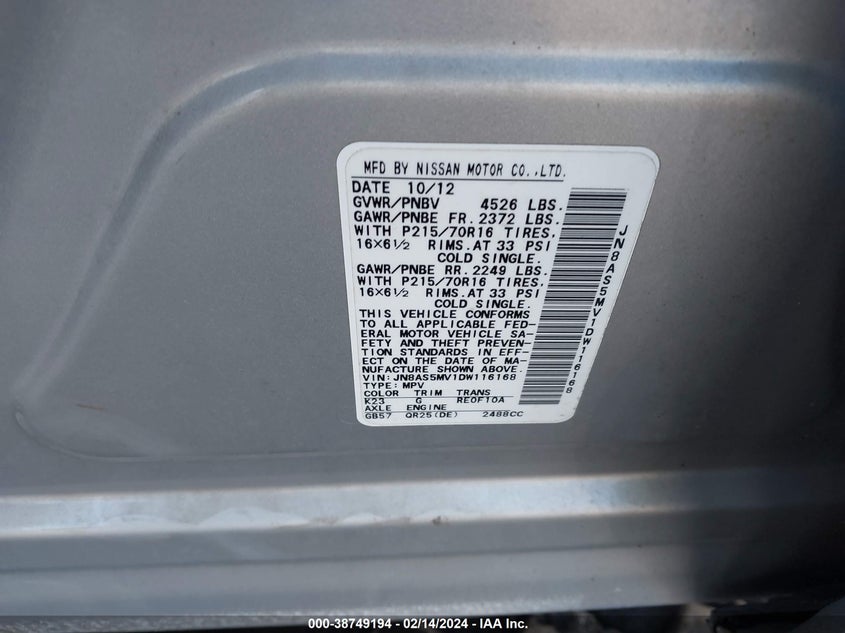 MFD BY NISSAN MOTOR CO.,LTD.
DATE 10/12
GVWR/PNBV 4526 LBS.
GAWR/PNBE FR. 2372 LBS.
WITH P215/70R16 TIRES,
16×6½ RIMS.AT 33 PSI
COLD SINGLE.
GAWR/PNBE RR. 2249 LBS.
WITH P215/70R16 TIRES,
16×6½ RIMS.AT 33 PSI
COLD SINGLE.
THIS VEHICLE CONFORMS
TO ALL APPLICABLE FED-
ERAL MOTOR VEHICLE SA-
FETY AND THEFT PREVEN-
TION STANDARDS IN EFF-
ECT ON THE DATE OF MA-
NUFACTURE SHOWN ABOVE.
VIN: JN8AS5MV1DW116168
TYPE: MPV
COLOR TRIM TRANS
K23 G RE0F10A
AXLE ENGINE
GB57 QR25(DE) 2488CC
JN8AS5MV1DW116168
000-38749194 - 02/14/2024 - IAA Inc.